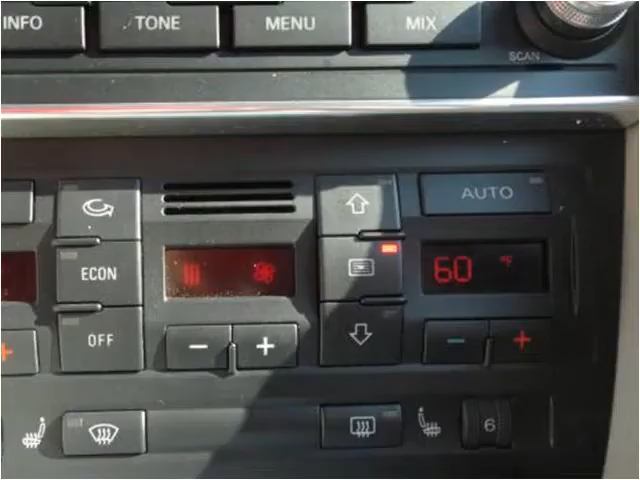 INFO TONE MENU MIX
SCAN
AUTO
ECON
60 °F
OFF
- +
- +
6